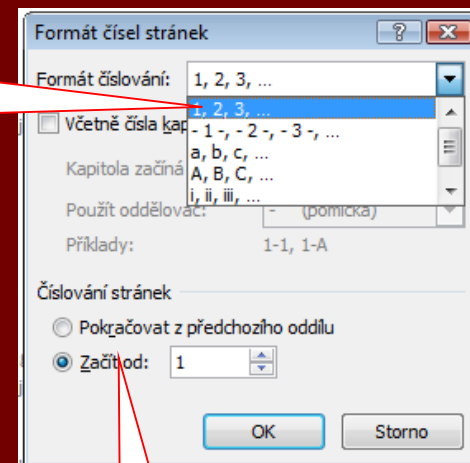 Formát čísel stránek
Formát číslování: 1, 2, 3, ...
1, 2, 3, ...
- 1 -, - 2 -, - 3 -, ...
a, b, c, ...
A, B, C, ...
i, ii, iii, ...
Včetně čísla kap
Kapitola začíná
Použít oddělovač: - (pomlčka)
Příklady: 1-1, 1-A
Číslování stránek
Pokračovat z předchozího oddílu
Začít od: 1
OK Storno